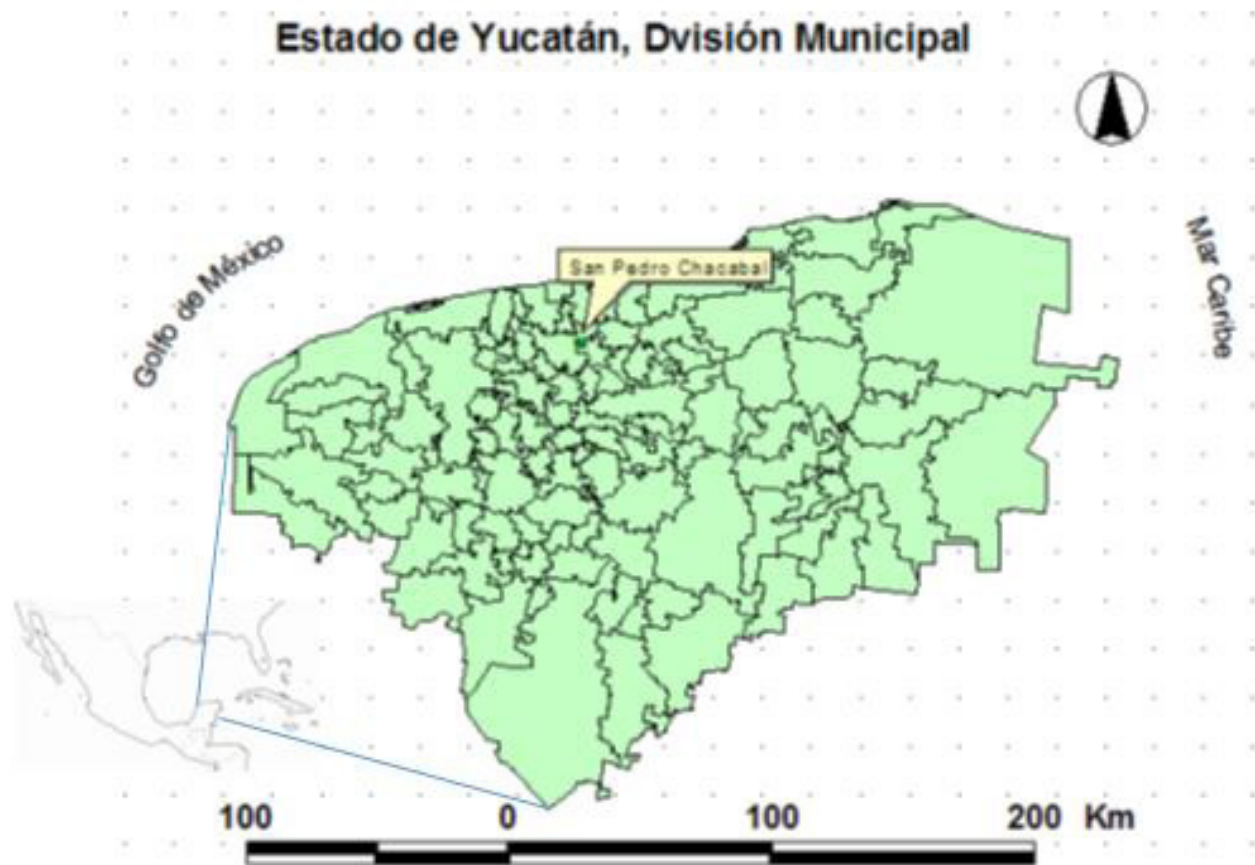 Estado de Yucatán, Dvisión Municipal
Golfo de México
San Pedro Chacabal
Mar Caribe
100 0 100 200 Km